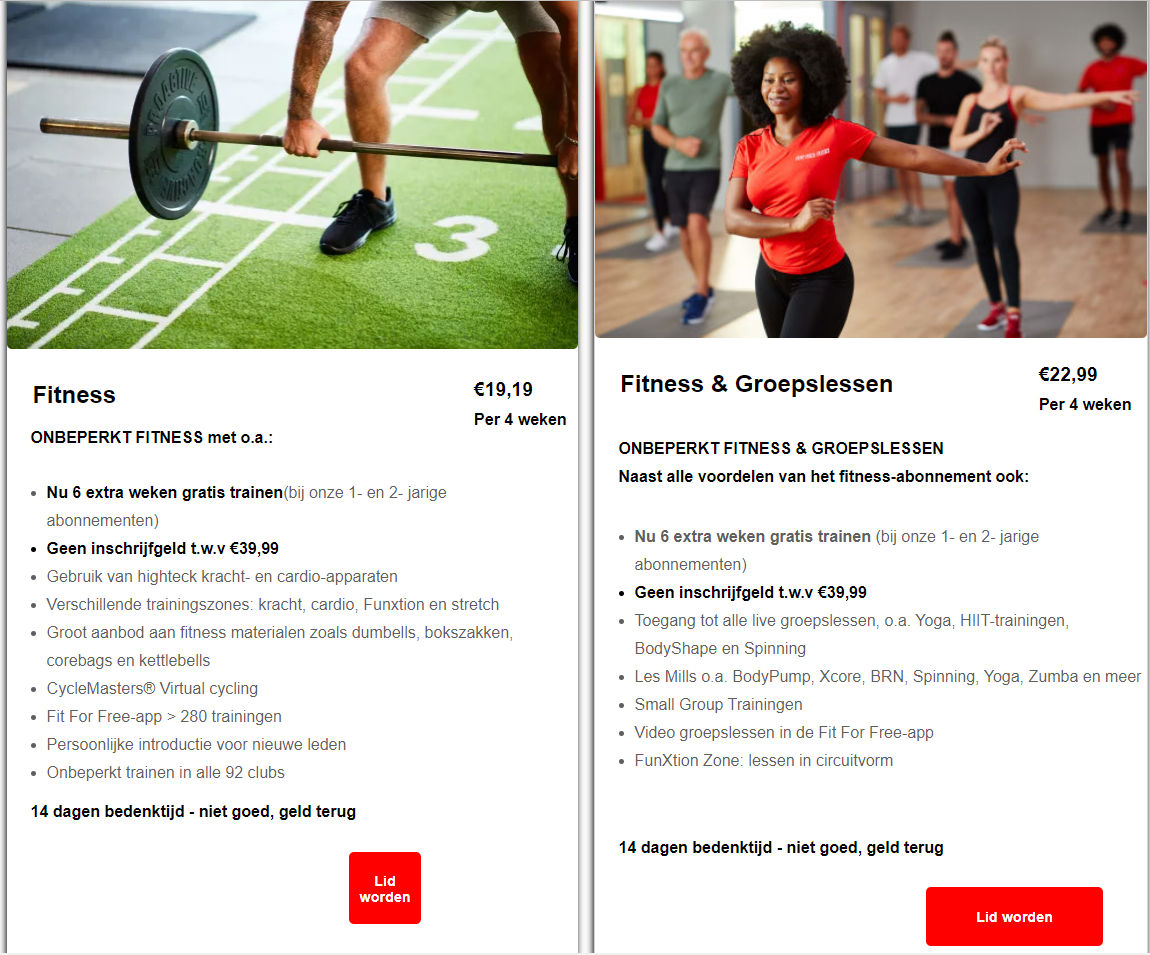 PROACTIVE
3
Fitness
€19,19
Per 4 weken
ONBEPERKT FITNESS met o.a.:
Nu 6 extra weken gratis trainen(bij onze 1- en 2- jarige
abonnementen)
Geen inschrijfgeld t.w.v €39,99
Gebruik van highteck kracht- en cardio-apparaten
Verschillende trainingszones: kracht, cardio, Funxtion en stretch
Groot aanbod aan fitness materialen zoals dumbells, bokszakken,
corebags en kettlebells
CycleMasters® Virtual cycling
Fit For Free-app > 280 trainingen
Persoonlijke introductie voor nieuwe leden
Onbeperkt trainen in alle 92 clubs
14 dagen bedenktijd - niet goed, geld terug
Lid
worden
Fitness & Groepslessen
€22,99
Per 4 weken
ONBEPERKT FITNESS & GROEPSLESSEN
Naast alle voordelen van het fitness-abonnement ook:
Nu 6 extra weken gratis trainen (bij onze 1- en 2- jarige
abonnementen)
Geen inschrijfgeld t.w.v €39,99
Toegang tot alle live groepslessen, o.a. Yoga, HIIT-trainingen,
BodyShape en Spinning
Les Mills o.a. BodyPump, Xcore, BRN, Spinning, Yoga, Zumba en meer
Small Group Trainingen
Video groepslessen in de Fit For Free-app
FunXtion Zone: lessen in circuitvorm
14 dagen bedenktijd - niet goed, geld terug
Lid worden